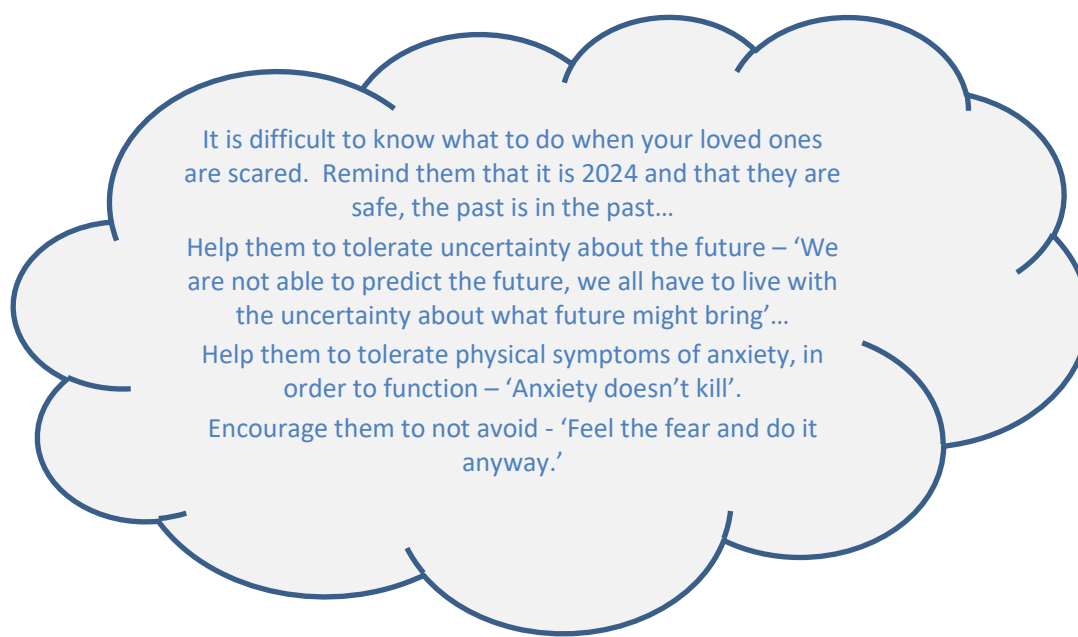 It is difficult to know what to do when your loved ones
are scared.  Remind them that it is 2024 and that they are
safe, the past is in the past…
Help them to tolerate uncertainty about the future – ‘We
are not able to predict the future, we all have to live with
the uncertainty about what future might bring’…
Help them to tolerate physical symptoms of anxiety, in
order to function – ‘Anxiety doesn’t kill’.
Encourage them to not avoid - ‘Feel the fear and do it
anyway.’